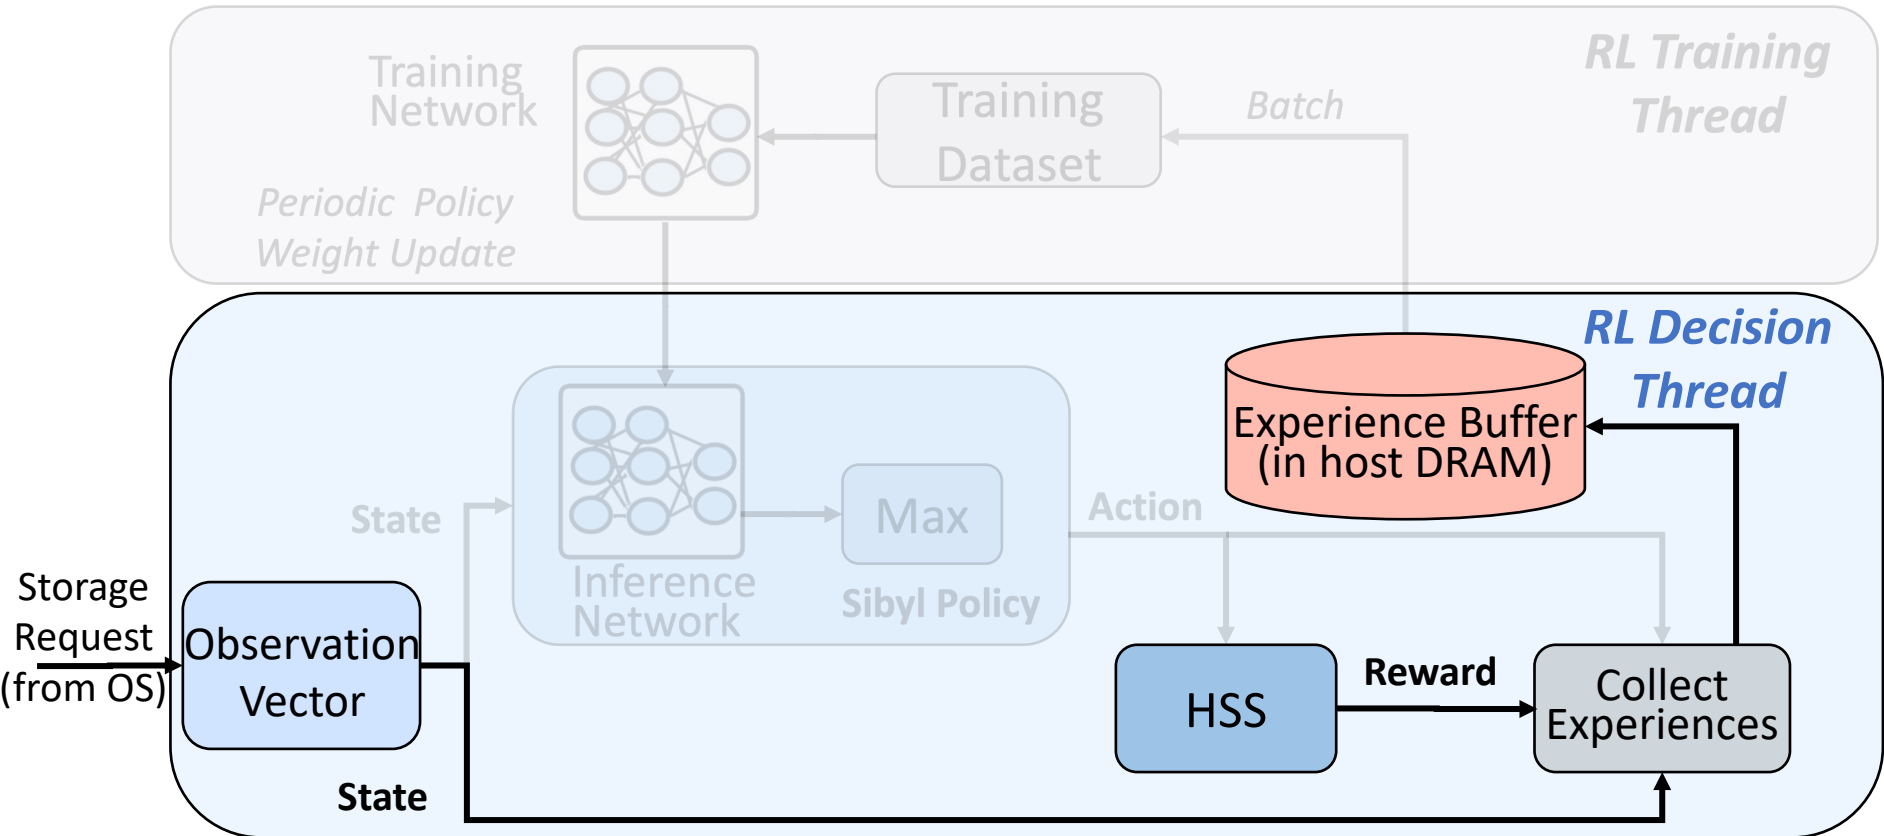 RL Training
Thread
Training
Network
Training
Dataset
Batch
Periodic Policy
Weight Update
RL Decision
Thread
Experience Buffer
(in host DRAM)
State
Max
Action
Inference
Network
Sibyl Policy
Storage
Request
(from OS)
Observation
Vector
HSS
Reward
Collect
Experiences
State